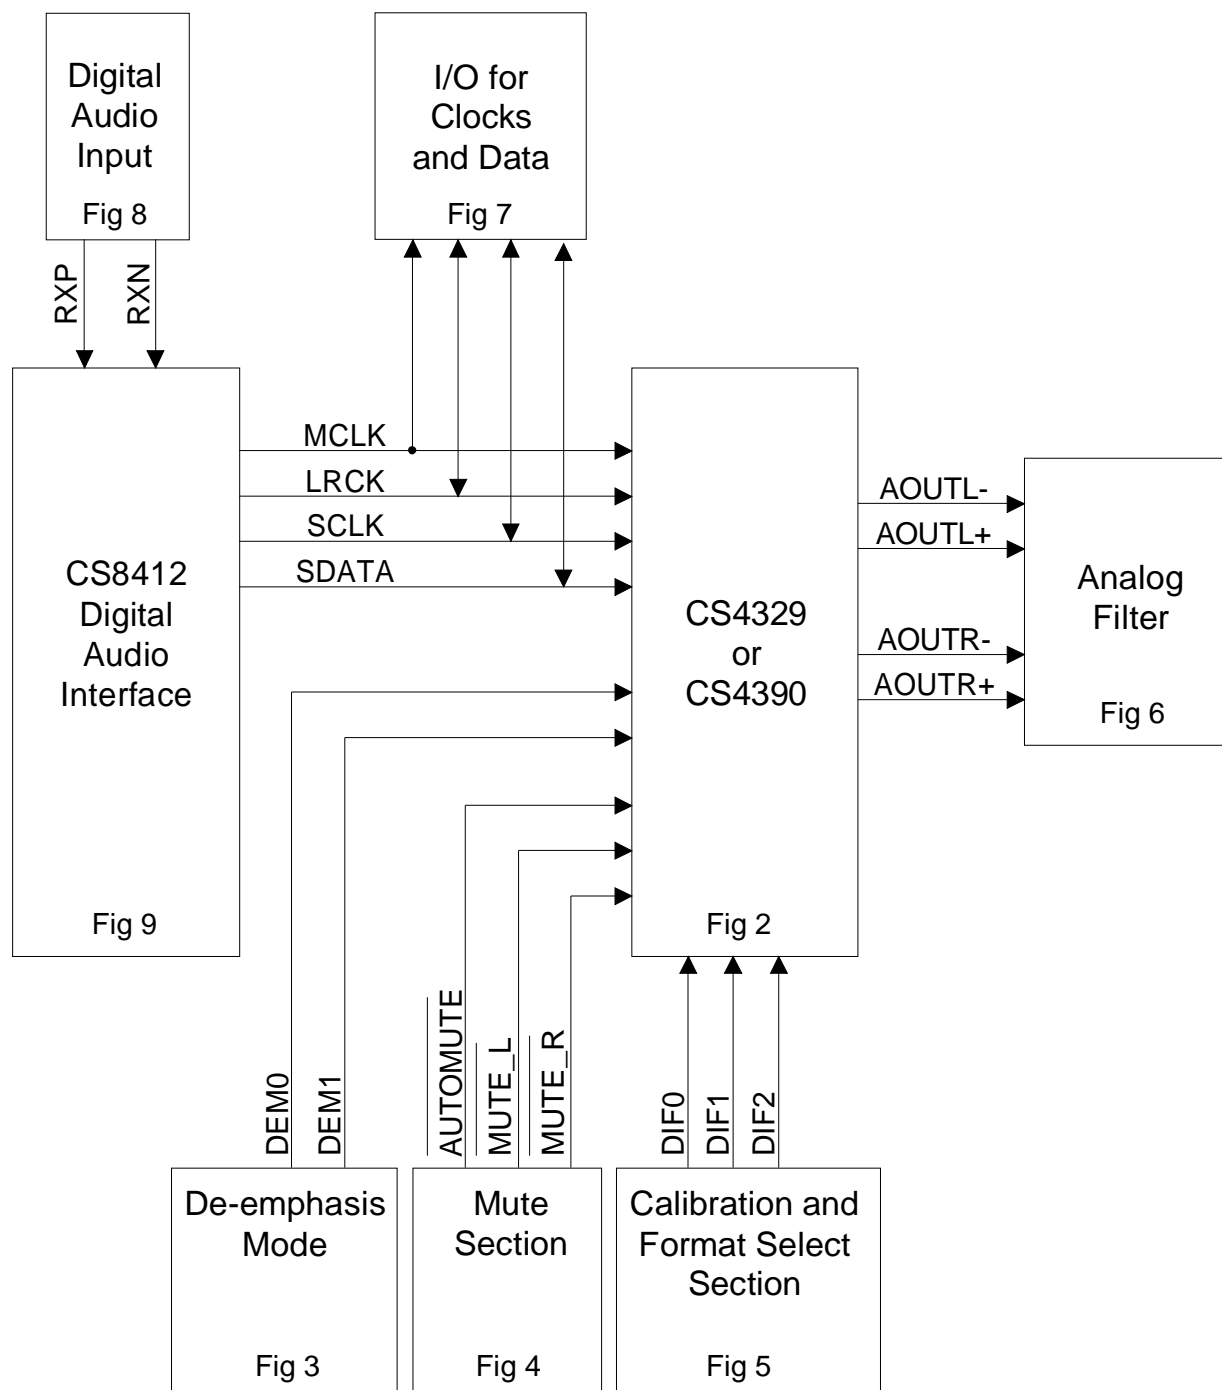 Digital
Audio
Input
Fig 8
I/O for
Clocks
and Data
Fig 7
RXP
RXN
MCLK
LRCK
SCLK
SDATA
CS8412
Digital
Audio
Interface
Fig 9
CS4329
or
CS4390
Fig 2
AOUTL-
AOUTL+
AOUTR-
AOUTR+
Analog
Filter
Fig 6
DEM0
DEM1
AUTOMUTE
MUTE_L
MUTE_R
DIF0
DIF1
DIF2
De-emphasis
Mode
Fig 3
Mute
Section
Fig 4
Calibration and
Format Select
Section
Fig 5